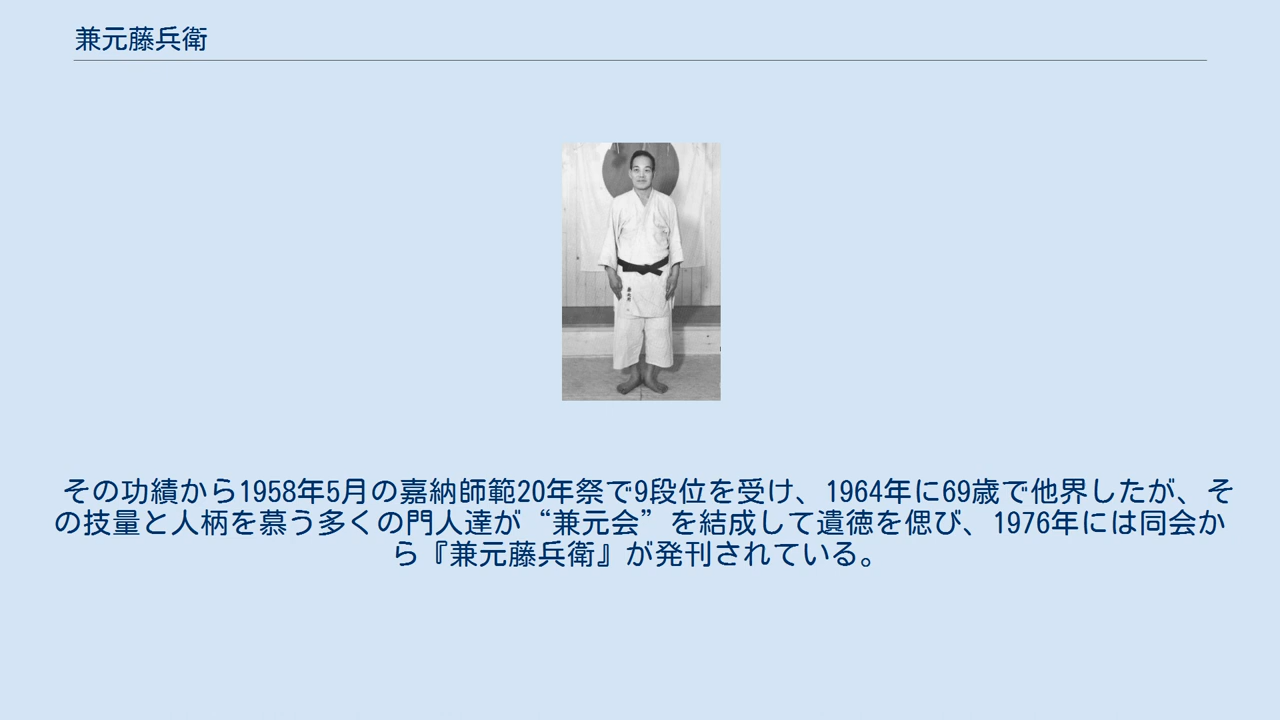 兼元藤兵衛
その功績から1958年5月の嘉納師範20年祭で9段位を受け、1964年に69歳で他界したが、そ
の技量と人柄を慕う多くの門人達が“兼元会”を結成して遺徳を偲び、1976年には同会か
ら『兼元藤兵衛』が発刊されている。